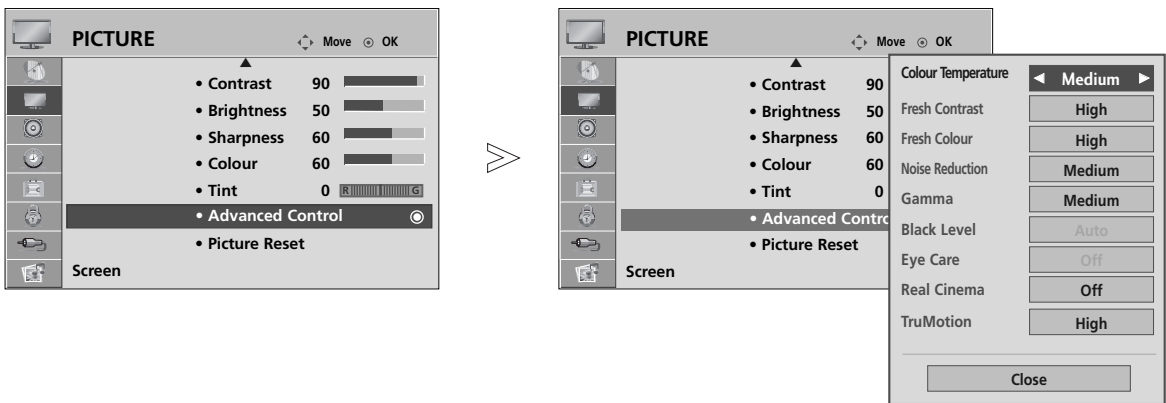 PICTURE
Move OK
• Contrast 90
• Brightness 50
• Sharpness 60
• Colour 60
• Tint 0 R G
• Advanced Control
• Picture Reset
Screen
PICTURE
Move OK
• Contrast 90
• Brightness 50
• Sharpness 60
• Colour 60
• Tint 0
• Advanced Contro
• Picture Reset
Screen
Colour Temperature Medium
Fresh Contrast High
Fresh Colour High
Noise Reduction Medium
Gamma Medium
Black Level Auto
Eye Care Off
Real Cinema Off
TruMotion High
Close